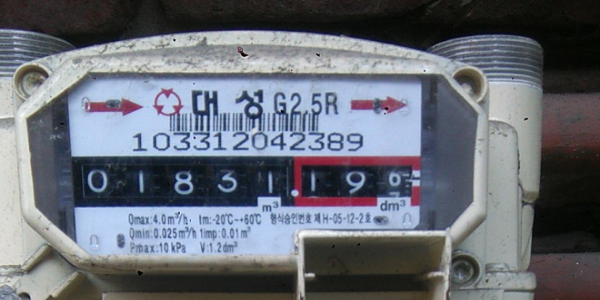 대성 G2.5R
103312042389
01831.19
m³ dm³
Qmax:4.0m³/h tm:-20℃~+60℃ 형식승인번호 제 H-05-12-2호
Qmin:0.025m³/h 1imp:0.01m³
Pmax:10 kPa V:1.2dm³